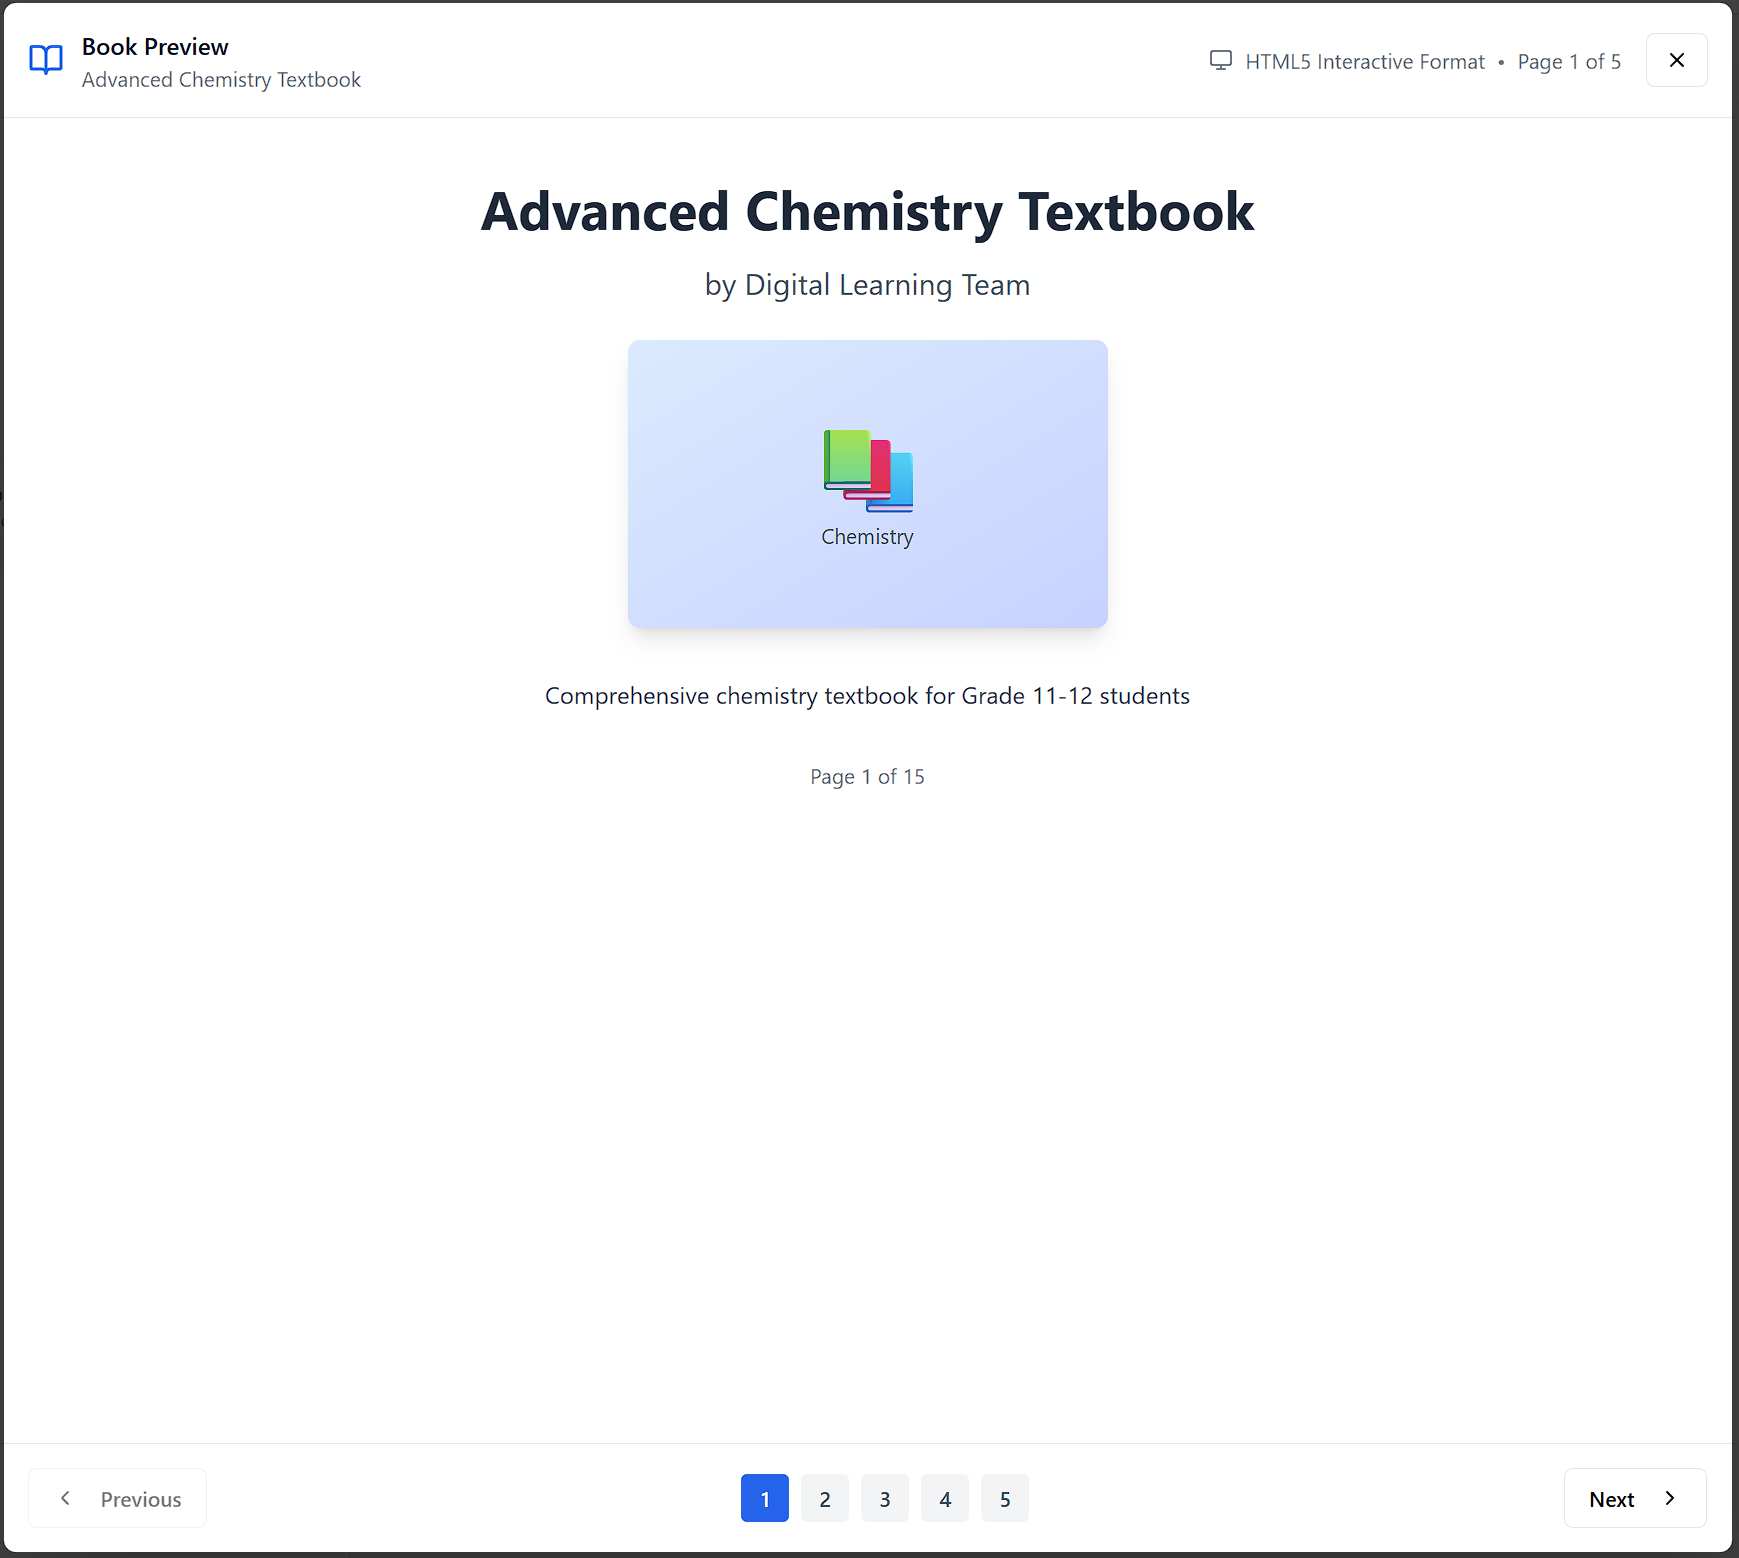 Book Preview
Advanced Chemistry Textbook
HTML5 Interactive Format • Page 1 of 5
Advanced Chemistry Textbook
by Digital Learning Team
Chemistry
Comprehensive chemistry textbook for Grade 11-12 students
Page 1 of 15
Previous
1 2 3 4 5
Next